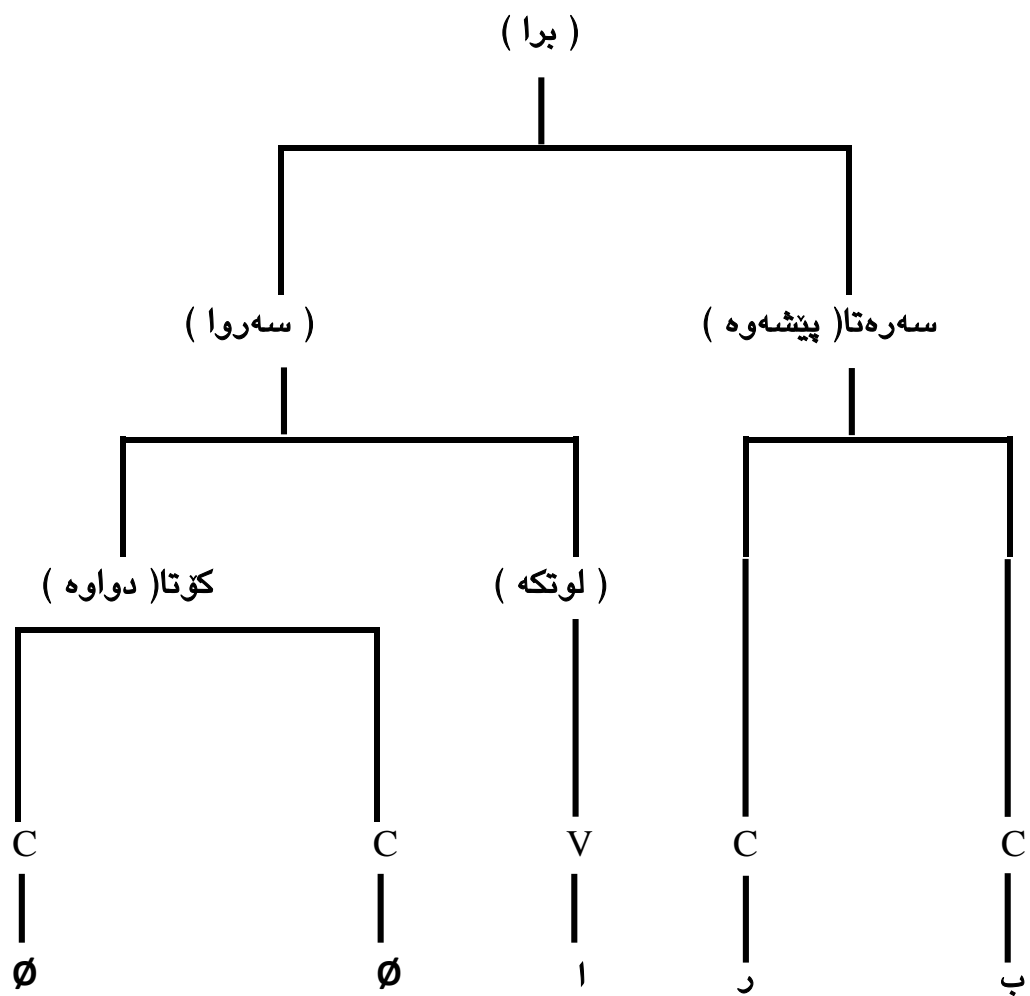 ( برا )
سەرەتا( پێشەوە ) ( سەروا )
( لوتکە ) کۆتا( دواوە )
C C V C C
ب ر ا Ø Ø